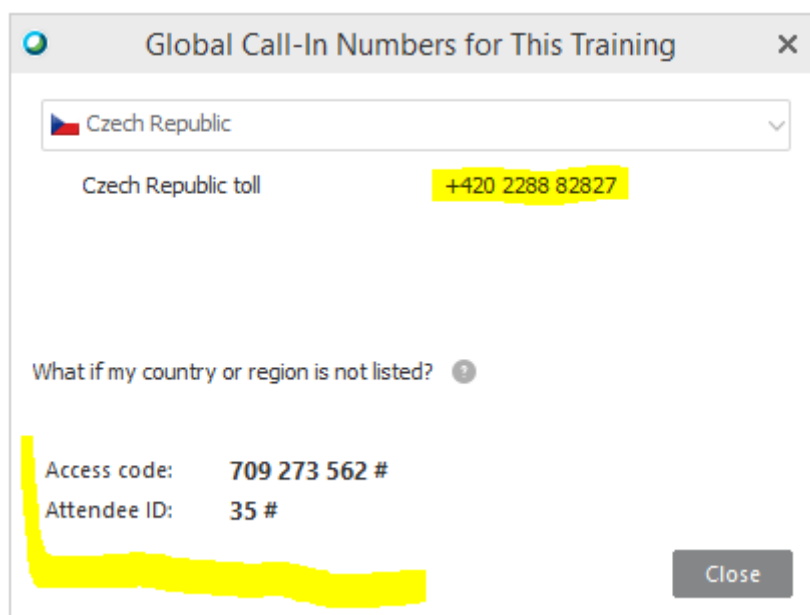 Global Call-In Numbers for This Training
Czech Republic
Czech Republic toll +420 2288 82827
What if my country or region is not listed? ?
Access code: 709 273 562 #
Attendee ID: 35 #
Close